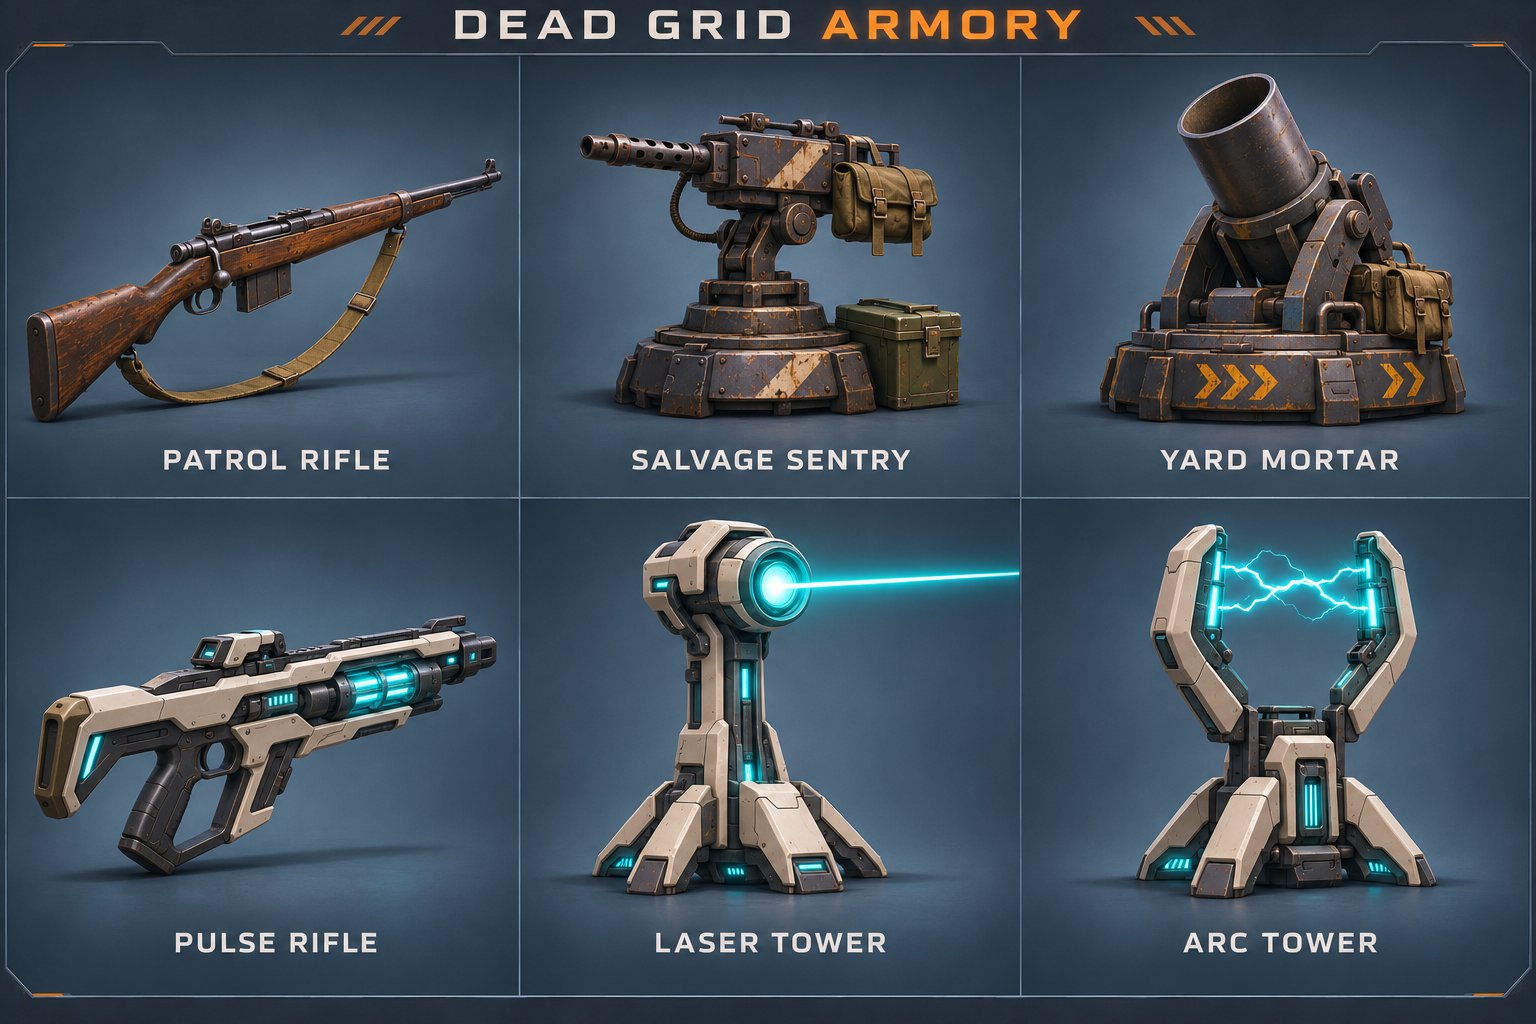 DEAD GRID ARMORY
PATROL RIFLE
SALVAGE SENTRY
YARD MORTAR
PULSE RIFLE
LASER TOWER
ARC TOWER